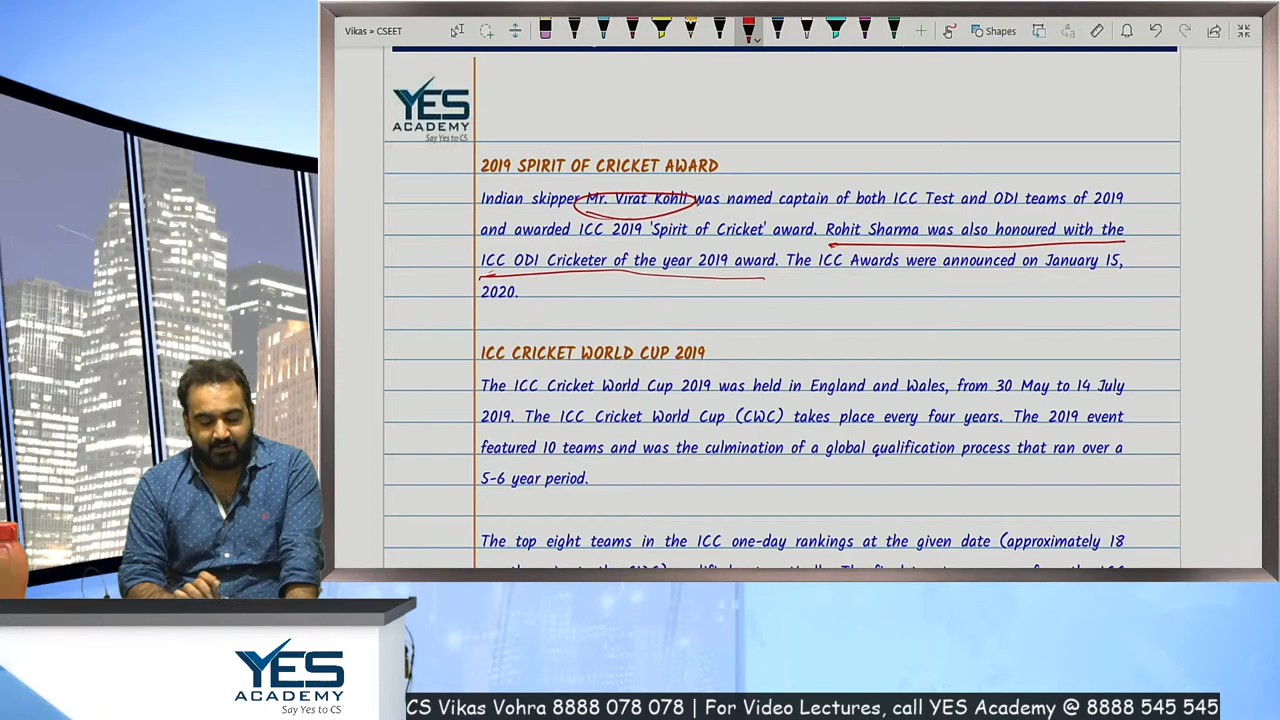 Vikas » CSEET
Shapes
YES
ACADEMY
Say Yes to CS
2019 SPIRIT OF CRICKET AWARD
Indian skipper Mr. Virat Kohli was named captain of both ICC Test and ODI teams of 2019
and awarded ICC 2019 'Spirit of Cricket' award. Rohit Sharma was also honoured with the
ICC ODI Cricketer of the year 2019 award. The ICC Awards were announced on January 15,
2020.
ICC CRICKET WORLD CUP 2019
The ICC Cricket World Cup 2019 was held in England and Wales, from 30 May to 14 July
2019. The ICC Cricket World Cup (CWC) takes place every four years. The 2019 event
featured 10 teams and was the culmination of a global qualification process that ran over a
5-6 year period.
The top eight teams in the ICC one-day rankings at the given date (approximately 18
YES
ACADEMY
Say Yes to CS
CS Vikas Vohra 8888 078 078 | For Video Lectures, call YES Academy @ 8888 545 545